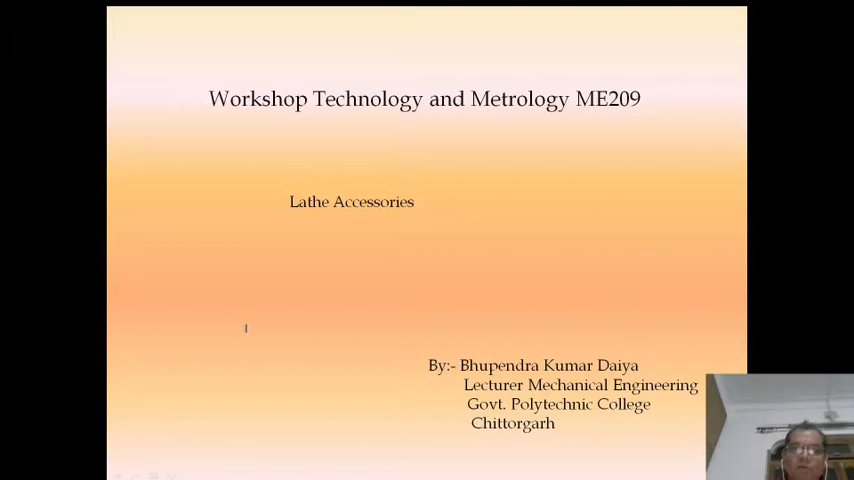 Workshop Technology and Metrology ME209
Lathe Accessories
By:- Bhupendra Kumar Daiya
Lecturer Mechanical Engineering
Govt. Polytechnic College
Chittorgarh